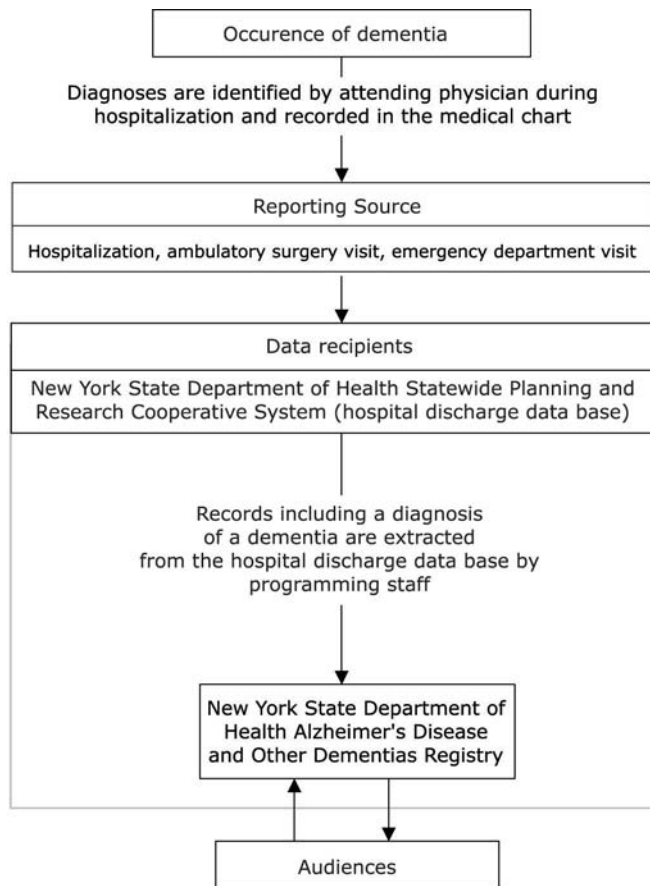 Occurence of dementia
Diagnoses are identified by attending physician during
hospitalization and recorded in the medical chart
Reporting Source
Hospitalization, ambulatory surgery visit, emergency department visit
Data recipients
New York State Department of Health Statewide Planning and
Research Cooperative System (hospital discharge data base)
Records including a diagnosis
of a dementia are extracted
from the hospital discharge data base by
programming staff
New York State Department of
Health Alzheimer's Disease
and Other Dementias Registry
Audiences